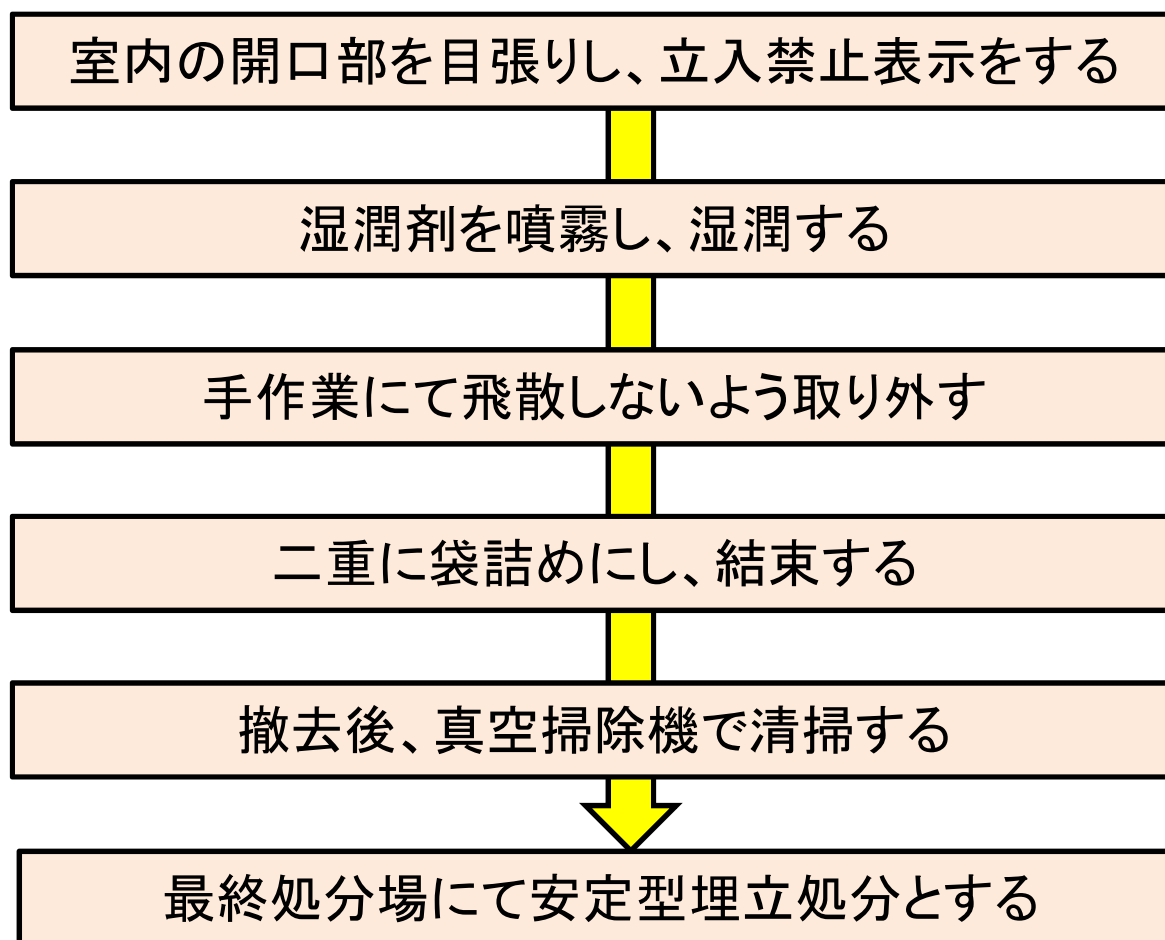 室内の開口部を目張りし、立入禁止表示をする
湿潤剤を噴霧し、湿潤する
手作業にて飛散しないよう取り外す
二重に袋詰めにし、結束する
撤去後、真空掃除機で清掃する
最終処分場にて安定型埋立処分とする